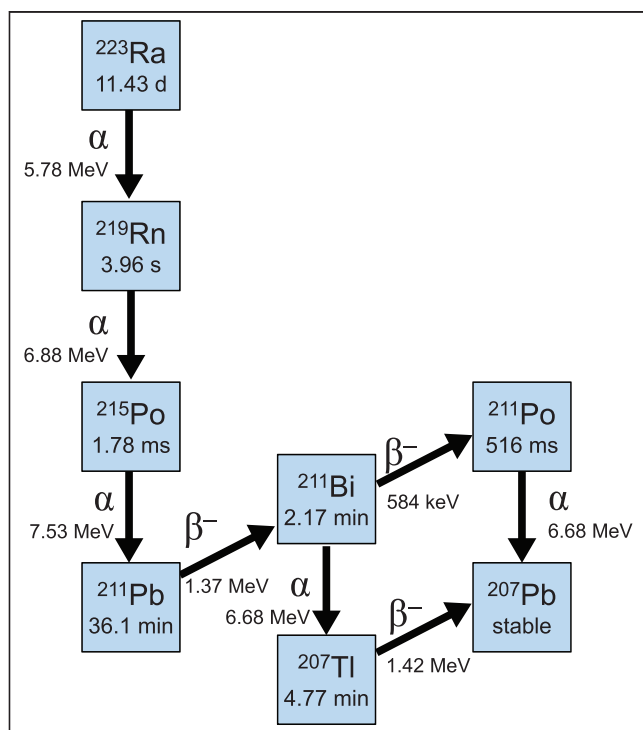 ²²³Ra
11.43 d
α
5.78 MeV
²¹⁹Rn
3.96 s
α
6.88 MeV
²¹⁵Po
1.78 ms
α
7.53 MeV
²¹¹Pb
36.1 min
β⁻
1.37 MeV
²¹¹Bi
2.17 min
β⁻
584 keV
²¹¹Po
516 ms
α
6.68 MeV
α
6.68 MeV
²⁰⁷Tl
4.77 min
β⁻
1.42 MeV
²⁰⁷Pb
stable